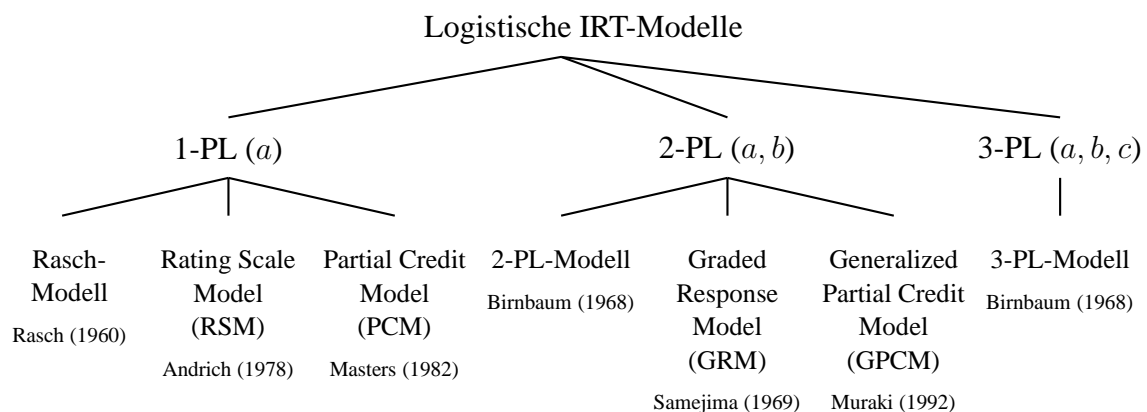 Logistische IRT-Modelle
1-PL (a)
2-PL (a, b)
3-PL (a, b, c)
Rasch-
Modell
Rasch (1960)
Rating Scale
Model
(RSM)
Andrich (1978)
Partial Credit
Model
(PCM)
Masters (1982)
2-PL-Modell
Birnbaum (1968)
Graded
Response
Model
(GRM)
Samejima (1969)
Generalized
Partial Credit
Model
(GPCM)
Muraki (1992)
3-PL-Modell
Birnbaum (1968)